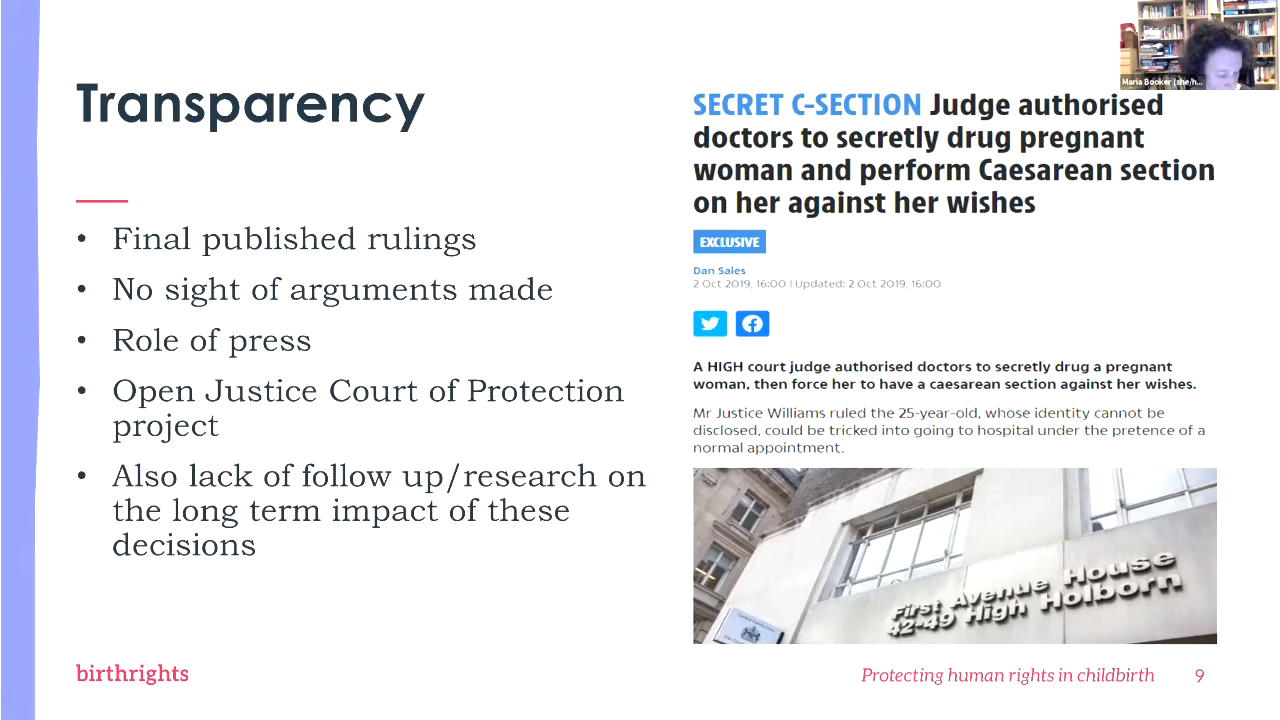 Transparency
• Final published rulings
• No sight of arguments made
• Role of press
• Open Justice Court of Protection
project
• Also lack of follow up/research on
the long term impact of these
decisions
birthrights
Maria Booker (she/h...
SECRET C-SECTION Judge authorised
doctors to secretly drug pregnant
woman and perform Caesarean section
on her against her wishes
EXCLUSIVE
Dan Sales
2 Oct 2019, 16:00 | Updated: 2 Oct 2019, 16:00
A HIGH court judge authorised doctors to secretly drug a pregnant
woman, then force her to have a caesarean section against her wishes.
Mr Justice Williams ruled the 25-year-old, whose identity cannot be
disclosed, could be tricked into going to hospital under the pretence of a
normal appointment.
First Avenue House
42-49 High Holborn
Protecting human rights in childbirth
9